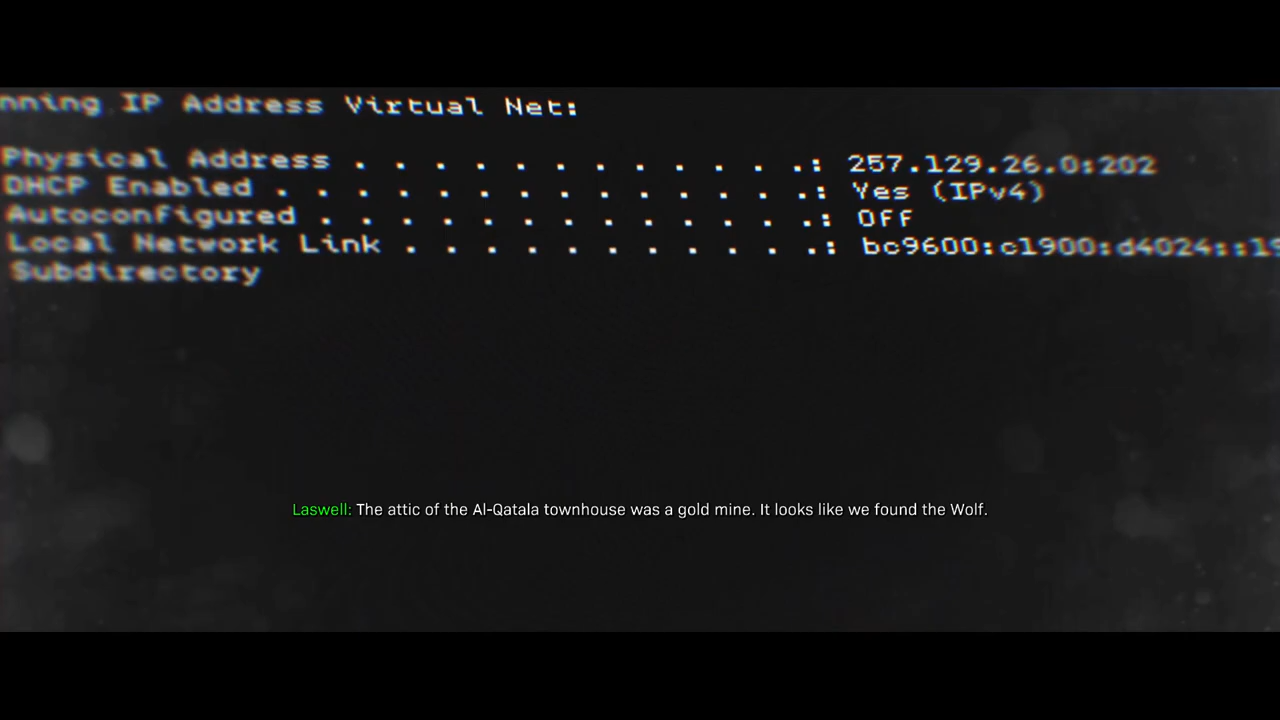 nning IP Address Virtual Net:
Physical Address . . . . . . . . . . . .: 257.129.26.0:202
DHCP Enabled . . . . . . . . . . . . . .: Yes (IPv4)
Autoconfigured . . . . . . . . . . . . .: Off
Local Network Link . . . . . . . . . . .: bc9600:c1900:d4024::19
Subdirectory
Laswell: The attic of the Al-Qatala townhouse was a gold mine. It looks like we found the Wolf.